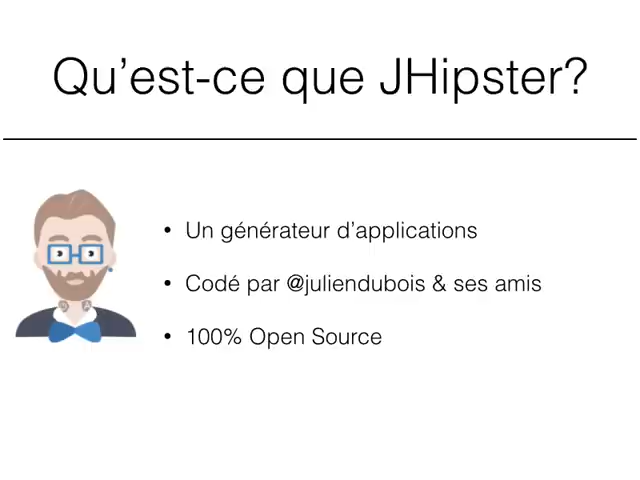 Qu’est-ce que JHipster?
• Un générateur d’applications
• Codé par @juliendubois & ses amis
• 100% Open Source